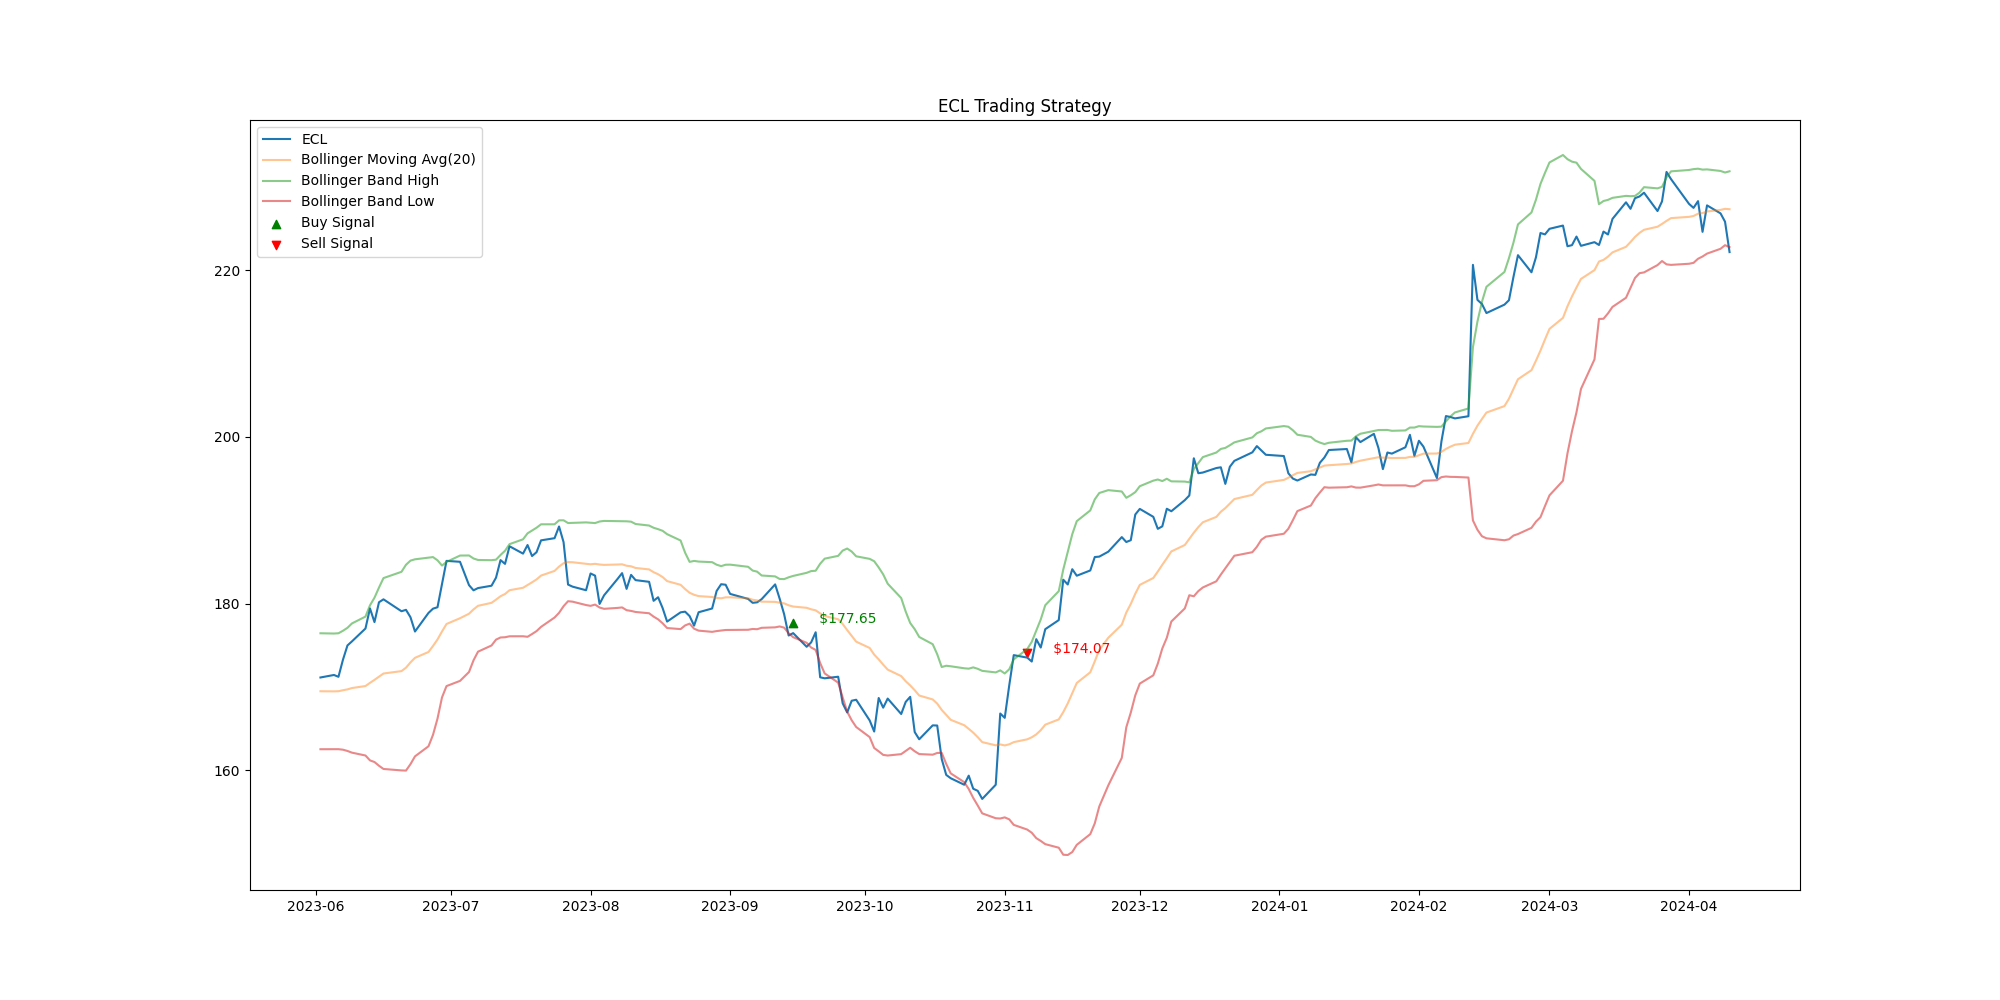 ECL Trading Strategy
ECL
Bollinger Moving Avg(20)
Bollinger Band High
Bollinger Band Low
Buy Signal
Sell Signal
220
200
180
160
$177.65
$174.07
2023-06 2023-07 2023-08 2023-09 2023-10 2023-11 2023-12 2024-01 2024-02 2024-03 2024-04